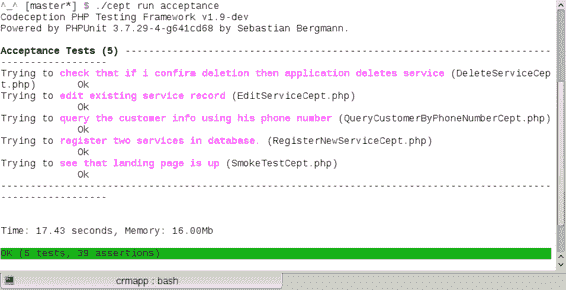 ^_^ [master*] $ ./cept run acceptance
Codeception PHP Testing Framework v1.9-dev
Powered by PHPUnit 3.7.29-4-g641cd68 by Sebastian Bergmann.
Acceptance Tests (5) -----------------------------------------------------------------
----------------
Trying to check that if i confirm deletion then application deletes service (DeleteServiceCep
t.php)       Ok
Trying to edit existing service record (EditServiceCept.php)
Ok
Trying to query the customer info using his phone number (QueryCustomerByPhoneNumberCept.php)
Ok
Trying to register two services in database. (RegisterNewServiceCept.php)
Ok
Trying to see that landing page is up (SmokeTestCept.php)
Ok
--------------------------------------------------------------------------------------
----------------
Time: 17.43 seconds, Memory: 16.00Mb
OK (5 tests, 39 assertions)
crmapp : bash